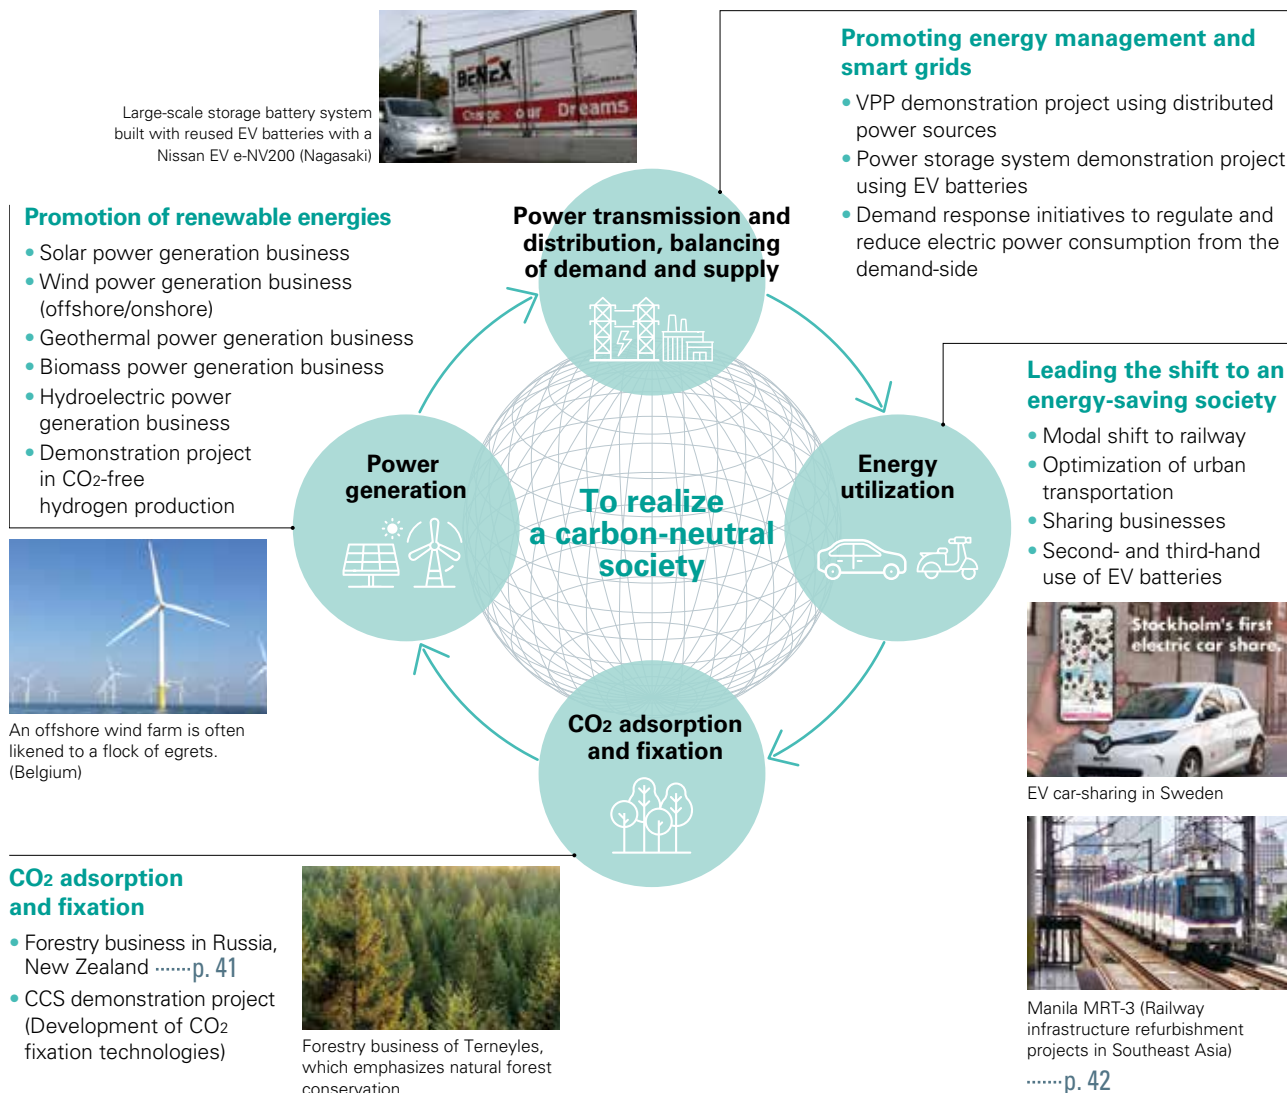 BENEX
Charge our Dreams
Large-scale storage battery system
built with reused EV batteries with a
Nissan EV e-NV200 (Nagasaki)
Promoting energy management and
smart grids
• VPP demonstration project using distributed
power sources
• Power storage system demonstration project
using EV batteries
• Demand response initiatives to regulate and
reduce electric power consumption from the
demand-side
Promotion of renewable energies
• Solar power generation business
• Wind power generation business
(offshore/onshore)
• Geothermal power generation business
• Biomass power generation business
• Hydroelectric power
generation business
• Demonstration project
in CO2-free
hydrogen production
Power transmission and
distribution, balancing
of demand and supply
Power
generation
To realize
a carbon-neutral
society
Energy
utilization
CO2 adsorption
and fixation
Leading the shift to an
energy-saving society
• Modal shift to railway
• Optimization of urban
transportation
• Sharing businesses
• Second- and third-hand
use of EV batteries
Stockholm's first
electric car share.
EV car-sharing in Sweden
An offshore wind farm is often
likened to a flock of egrets.
(Belgium)
CO2 adsorption
and fixation
• Forestry business in Russia,
New Zealand ·······p. 41
• CCS demonstration project
(Development of CO2
fixation technologies)
Forestry business of Terneyles,
which emphasizes natural forest
conservation
Manila MRT-3 (Railway
infrastructure refurbishment
projects in Southeast Asia)
·······p. 42